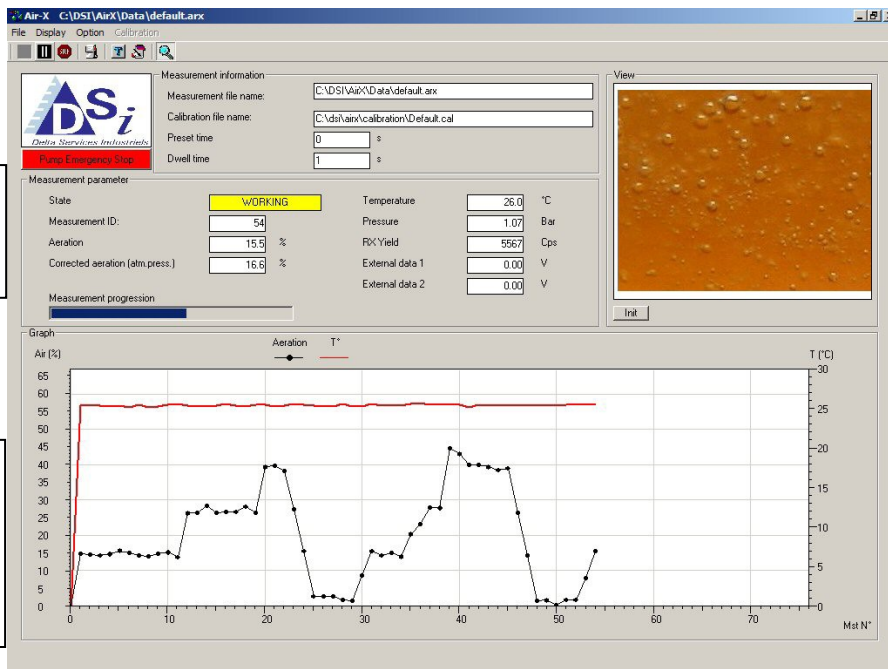 Air-X C:\DSI\AirX\Data\default.arx
File Display Option Calibration
STOP
DSi
Delta Services Industriels
Pump Emergency Stop
Measurement information
Measurement file name: C:\DSI\AirX\Data\default.arx
Calibration file name: C:\dsi\airx\calibration\Default.cal
Preset time 0 s
Dwell time 1 s
View
Init
Measurement parameter
State WORKING Temperature 26.0 °C
Measurement ID: 54 Pressure 1.07 Bar
Aeration 15.5 % RX Yield 5567 Cps
Corrected aeration (atm.press.) 16.6 % External data 1 0.00 V
External data 2 0.00 V
Measurement progression
Graph
Aeration T°
Air (%) T (°C)
65
60
55
50
45
40
35
30
25
20
15
10
5
0
30
25
20
15
10
5
0
0 10 20 30 40 50 60 70
Mst N°